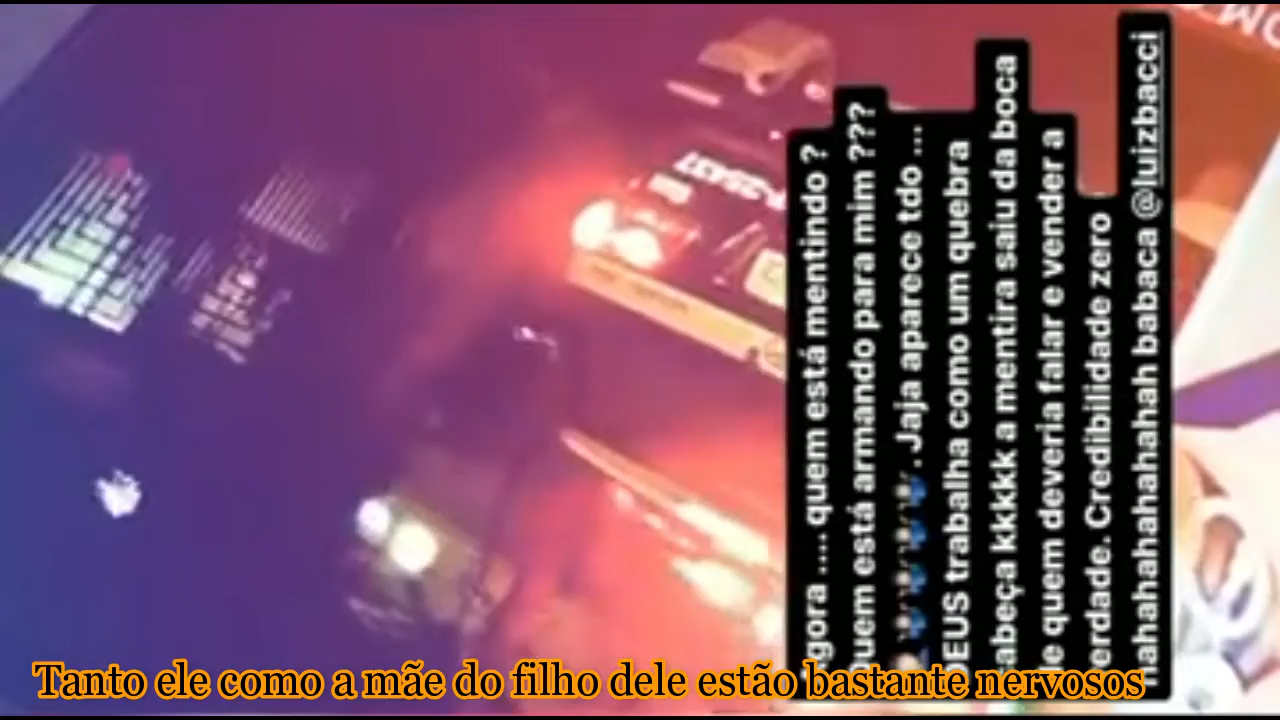 gora .... quem está mentindo ?
quem está armando para mim ???
. Jaja aparece tdo ...
DEUS trabalha como um quebra
abeça kkkkk a mentira saiu da boca
e quem deveria falar e vender a
erdade. Credibilidade zero
hahahahahahahah babaca @luizbacci
Tanto ele como a mãe do filho dele estão bastante nervosos